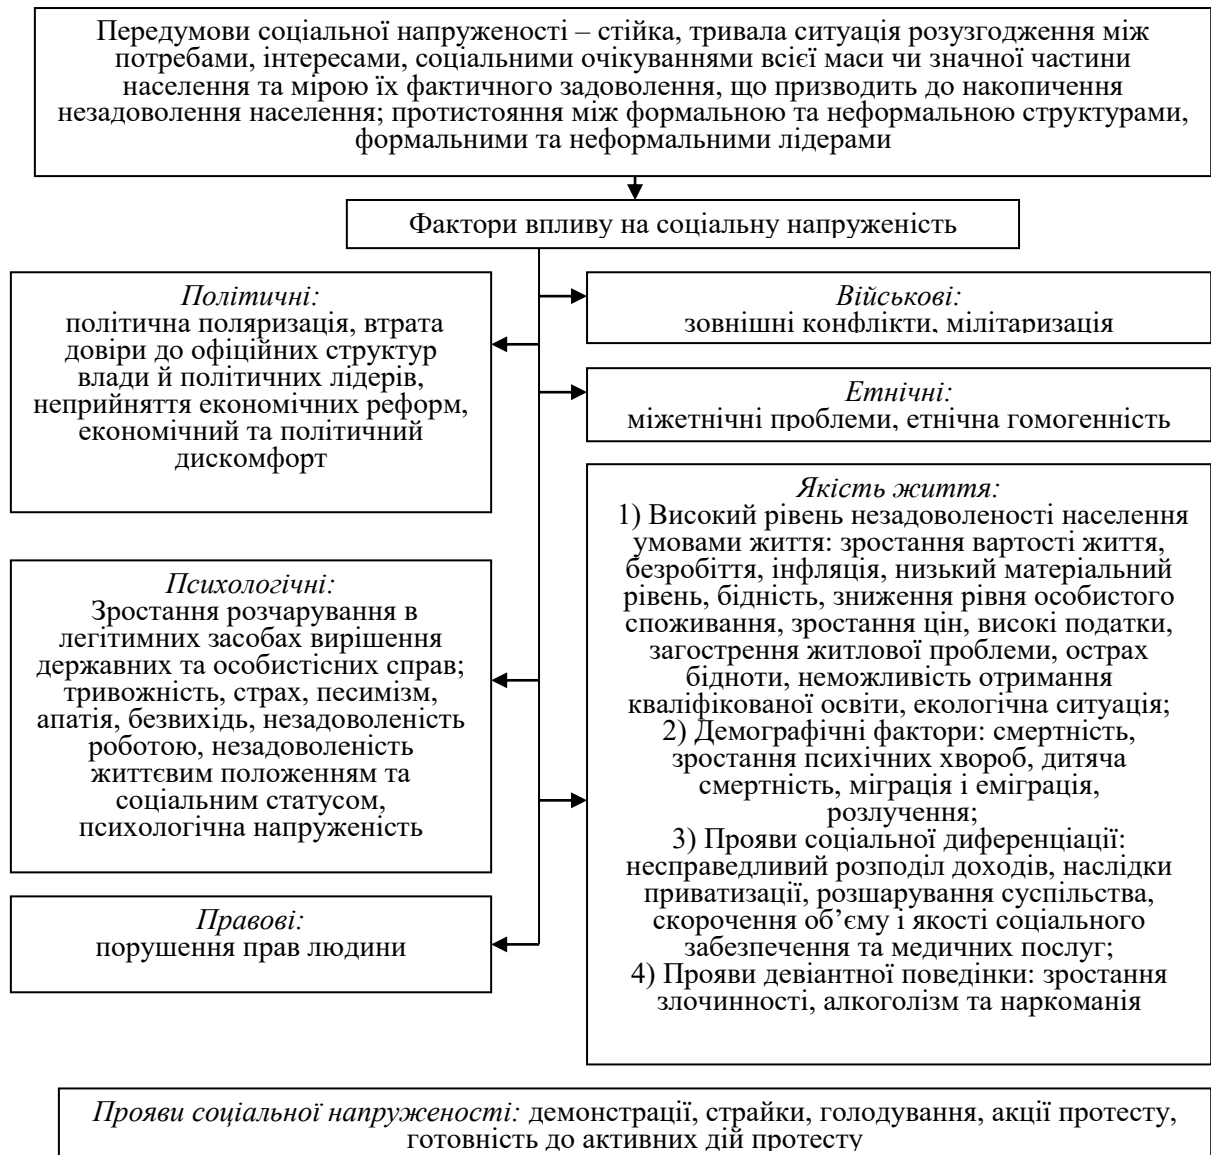 Передумови соціальної напруженості – стійка, тривала ситуація розузгодження між
потребами, інтересами, соціальними очікуваннями всієї маси чи значної частини
населення та мірою їх фактичного задоволення, що призводить до накопичення
незадоволення населення; протистояння між формальною та неформальною структурами,
формальними та неформальними лідерами
Фактори впливу на соціальну напруженість
Політичні:
політична поляризація, втрата
довіри до офіційних структур
влади й політичних лідерів,
неприйняття економічних реформ,
економічний та політичний
дискомфорт
Військові:
зовнішні конфлікти, мілітаризація
Етнічні:
міжетнічні проблеми, етнічна гомогенність
Психологічні:
Зростання розчарування в
легітимних засобах вирішення
державних та особистісних справ;
тривожність, страх, песимізм,
апатія, безвихідь, незадоволеність
роботою, незадоволеність
життєвим положенням та
соціальним статусом,
психологічна напруженість
Якість життя:
1) Високий рівень незадоволеності населення
умовами життя: зростання вартості життя,
безробіття, інфляція, низький матеріальний
рівень, бідність, зниження рівня особистого
споживання, зростання цін, високі податки,
загострення житлової проблеми, острах
бідноти, неможливість отримання
кваліфікованої освіти, екологічна ситуація;
2) Демографічні фактори: смертність,
зростання психічних хвороб, дитяча
смертність, міграція і еміграція,
розлучення;
3) Прояви соціальної диференціації:
несправедливий розподіл доходів, наслідки
приватизації, розшарування суспільства,
скорочення об’єму і якості соціального
забезпечення та медичних послуг;
4) Прояви девіантної поведінки: зростання
злочинності, алкоголізм та наркоманія
Правові:
порушення прав людини
Прояви соціальної напруженості: демонстрації, страйки, голодування, акції протесту,
готовність до активних дій протесту